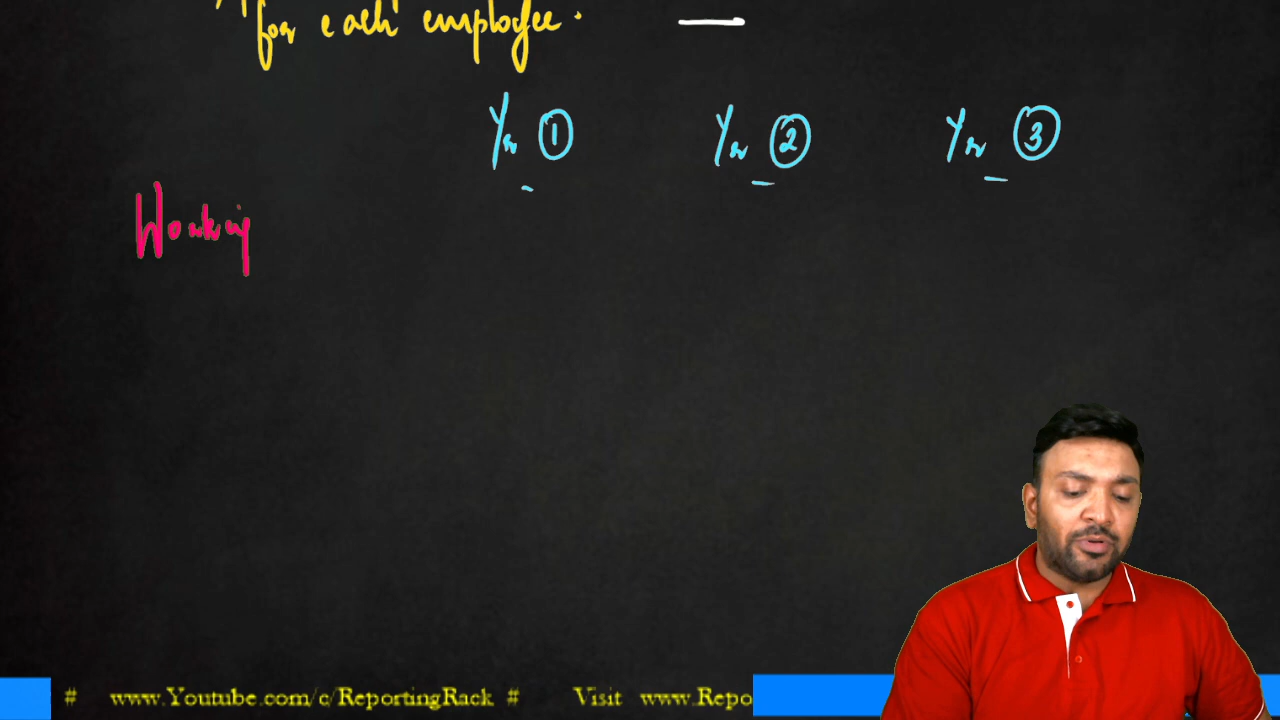 for each employee.
Yr ① Yr ② Yr ③
Working
# www.Youtube.com/c/ReportingRack # Visit www.Repo